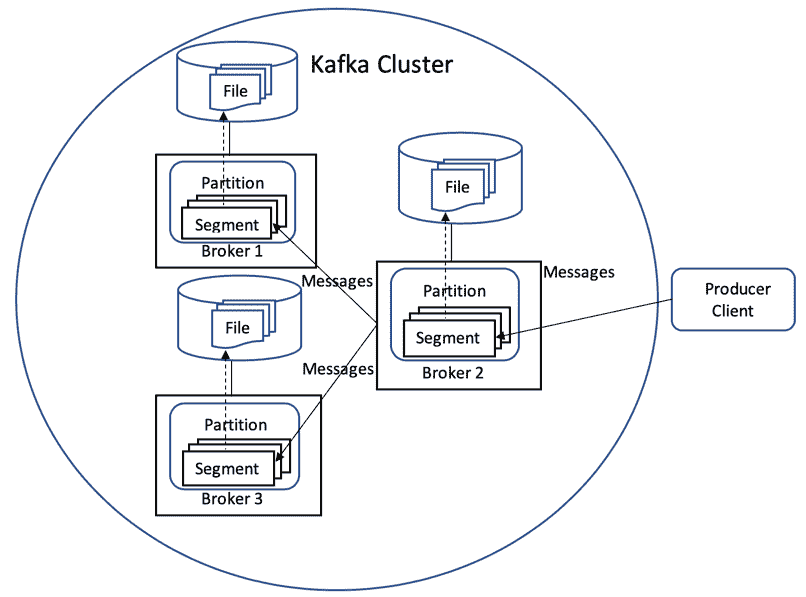 Kafka Cluster
File
Partition
Segment
Broker 1
File
Partition
Segment
Broker 2
Messages
Producer
Client
Messages
Messages
File
Partition
Segment
Broker 3